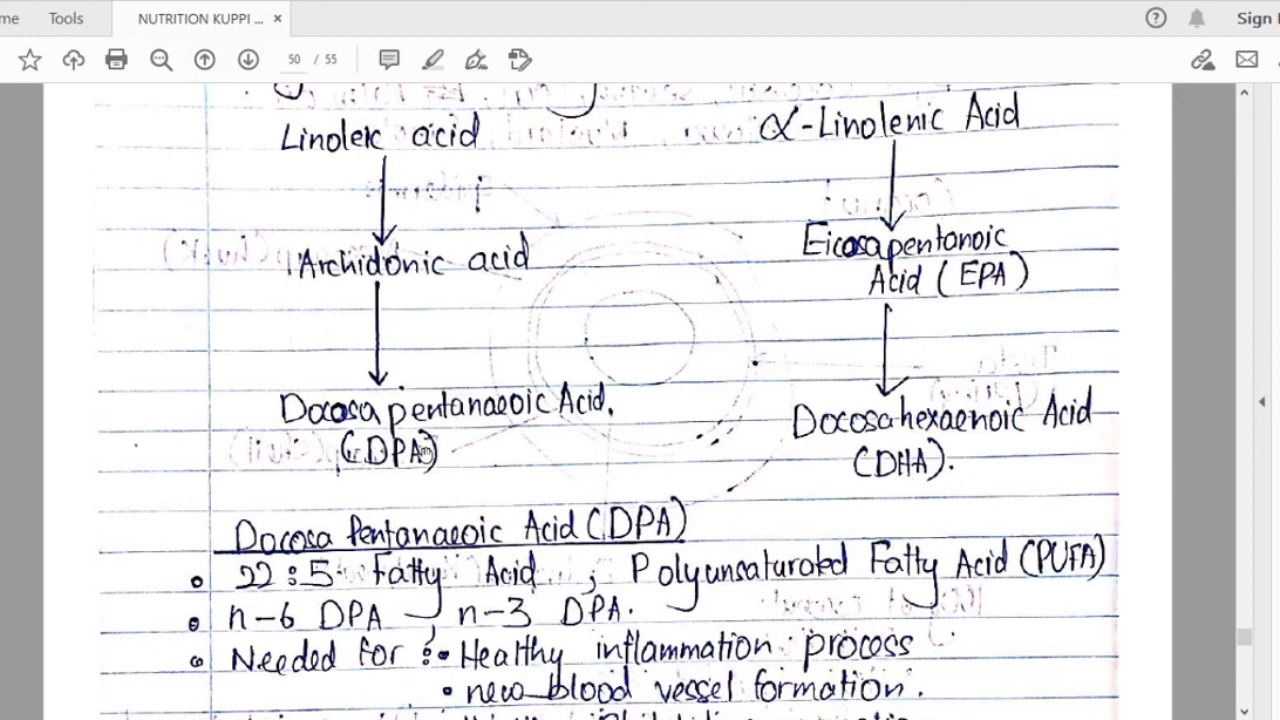 me Tools NUTRITION KUPPI ... × Sign
50 / 55
Linoleic acid
α-Linolenic Acid
Archidonic acid
Eicosapentanoic
Acid (EPA)
Docosapentanaeoic Acid.
(DPA)
Docosahexaenoic Acid
(DHA).
Docosa Pentanaeoic Acid (DPA)
• 22:5 Fatty Acid ; Polyunsaturated Fatty Acid (PUFA)
• n-6 DPA , n-3 DPA.
• Needed for : • Healthy inflammation process
• new blood vessel formation.